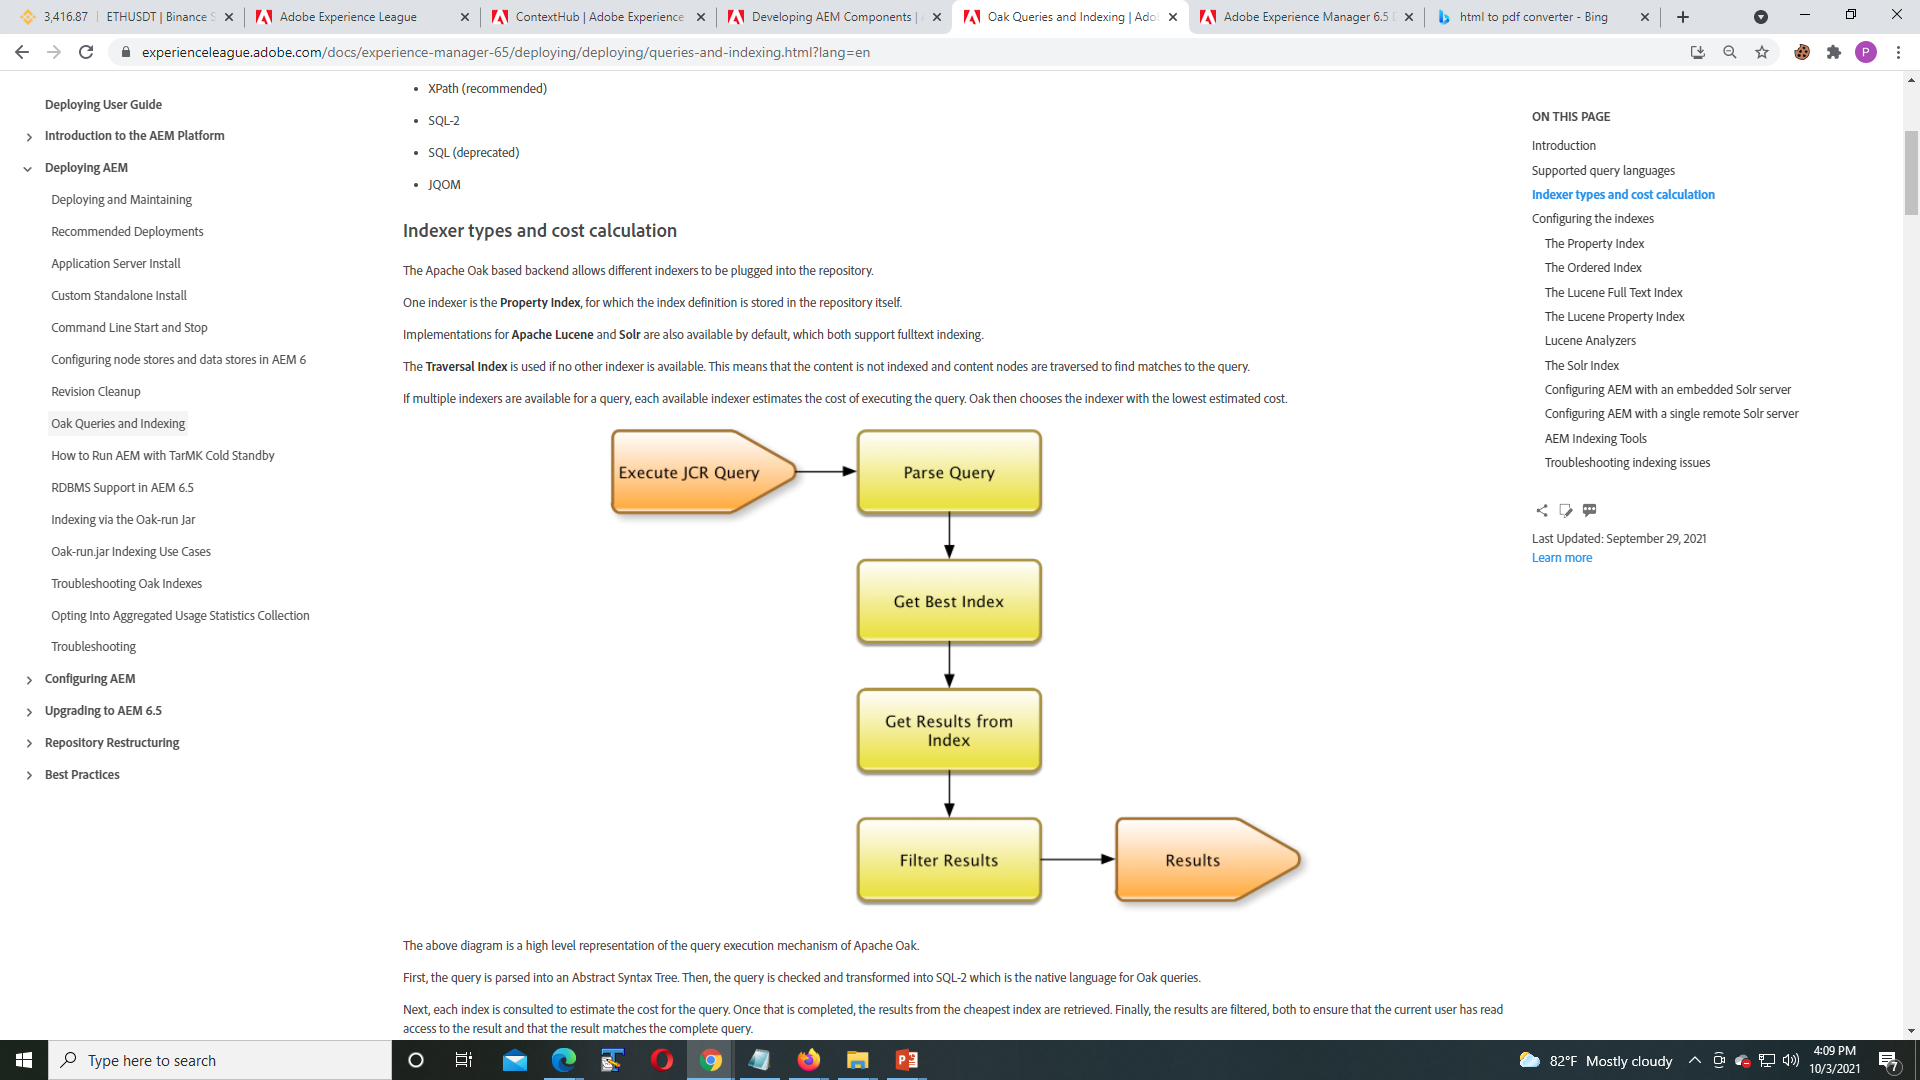 3,416.87 ETHUSDT | Binance S
Adobe Experience League
ContextHub | Adobe Experience
Developing AEM Components |
Oak Queries and Indexing | Ado
Adobe Experience Manager 6.5 D
html to pdf converter - Bing
experienceleague.adobe.com/docs/experience-manager-65/deploying/deploying/queries-and-indexing.html?lang=en
P
Deploying User Guide
Introduction to the AEM Platform
Deploying AEM
Deploying and Maintaining
Recommended Deployments
Application Server Install
Custom Standalone Install
Command Line Start and Stop
Configuring node stores and data stores in AEM 6
Revision Cleanup
Oak Queries and Indexing
How to Run AEM with TarMK Cold Standby
RDBMS Support in AEM 6.5
Indexing via the Oak-run Jar
Oak-run.jar Indexing Use Cases
Troubleshooting Oak Indexes
Opting Into Aggregated Usage Statistics Collection
Troubleshooting
Configuring AEM
Upgrading to AEM 6.5
Repository Restructuring
Best Practices
• XPath (recommended)
• SQL-2
• SQL (deprecated)
• JQOM
Indexer types and cost calculation
The Apache Oak based backend allows different indexers to be plugged into the repository.
One indexer is the Property Index, for which the index definition is stored in the repository itself.
Implementations for Apache Lucene and Solr are also available by default, which both support fulltext indexing.
The Traversal Index is used if no other indexer is available. This means that the content is not indexed and content nodes are traversed to find matches to the query.
If multiple indexers are available for a query, each available indexer estimates the cost of executing the query. Oak then chooses the indexer with the lowest estimated cost.
Execute JCR Query
Parse Query
Get Best Index
Get Results from
Index
Filter Results
Results
The above diagram is a high level representation of the query execution mechanism of Apache Oak.
First, the query is parsed into an Abstract Syntax Tree. Then, the query is checked and transformed into SQL-2 which is the native language for Oak queries.
Next, each index is consulted to estimate the cost for the query. Once that is completed, the results from the cheapest index are retrieved. Finally, the results are filtered, both to ensure that the current user has read
access to the result and that the result matches the complete query.
ON THIS PAGE
Introduction
Supported query languages
Indexer types and cost calculation
Configuring the indexes
The Property Index
The Ordered Index
The Lucene Full Text Index
The Lucene Property Index
Lucene Analyzers
The Solr Index
Configuring AEM with an embedded Solr server
Configuring AEM with a single remote Solr server
AEM Indexing Tools
Troubleshooting indexing issues
Last Updated: September 29, 2021
Learn more
Type here to search
82°F Mostly cloudy
4:09 PM
10/3/2021
7